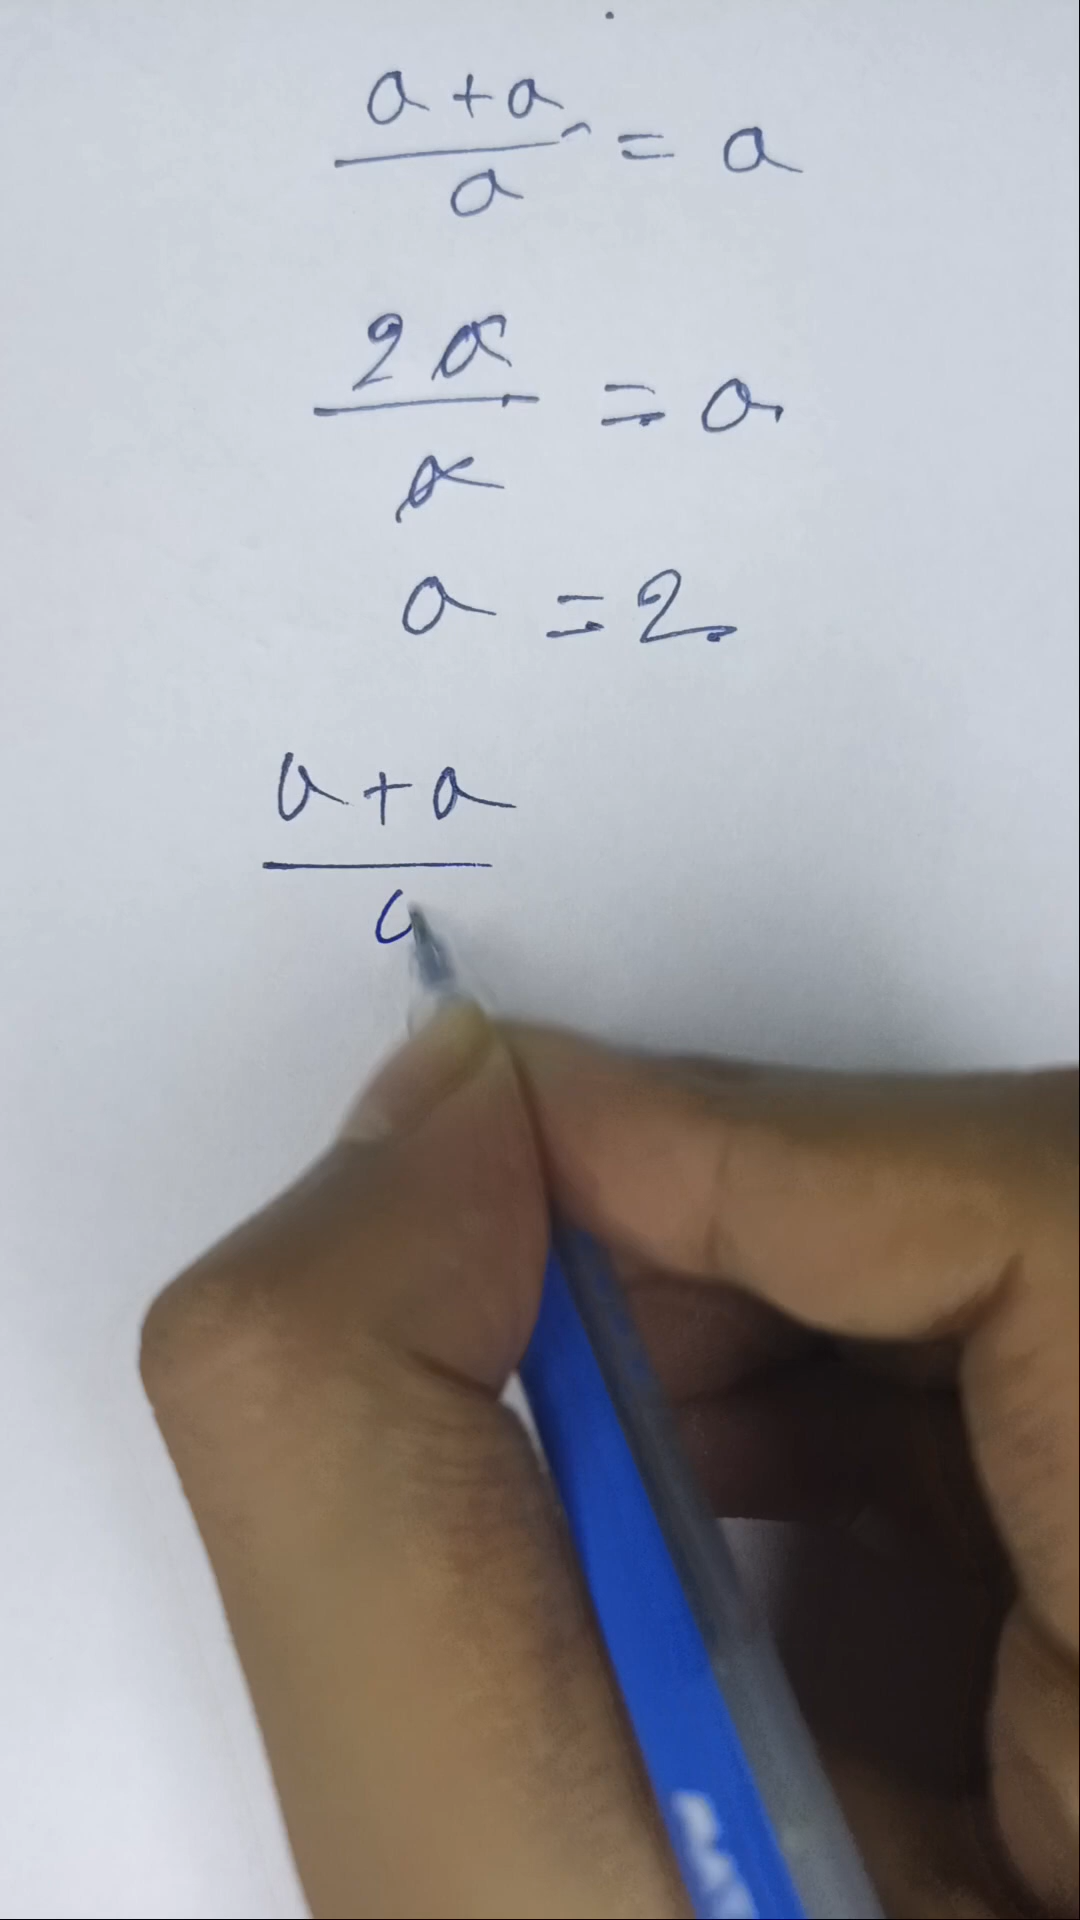 a + a / a = a
2a / a = a
a = 2
a + a